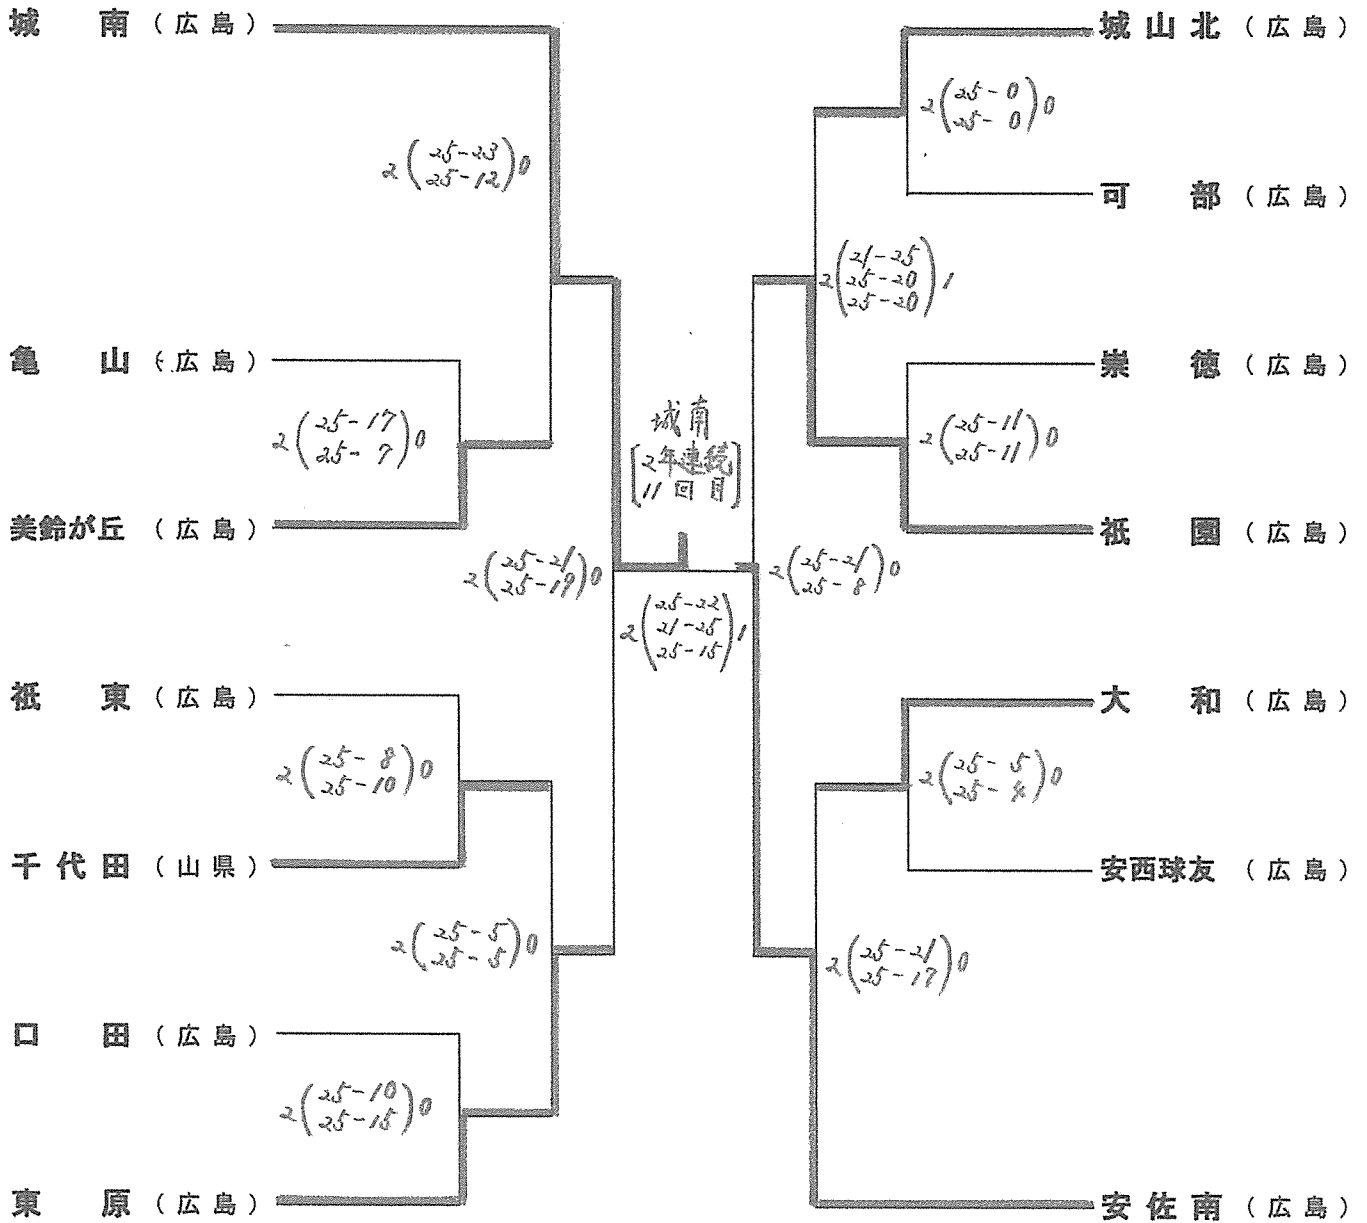 城南（広島）
2(25-23 25-12)0
亀山（広島）
2(25-17 25-7)0
美鈴が丘（広島）
2(25-21 25-19)0
祇東（広島）
2(25-8 25-10)0
千代田（山県）
2(25-5 25-5)0
口田（広島）
2(25-10 25-15)0
東原（広島）
城南
[2年連続
11回目]
2(25-22 21-25 25-15)1
城山北（広島）
2(25-0 25-0)0
可部（広島）
2(21-25 25-20 25-20)1
崇徳（広島）
2(25-11 25-11)0
祇園（広島）
2(25-21 25-8)0
大和（広島）
2(25-5 25-4)0
安西球友（広島）
2(25-21 25-17)0
安佐南（広島）